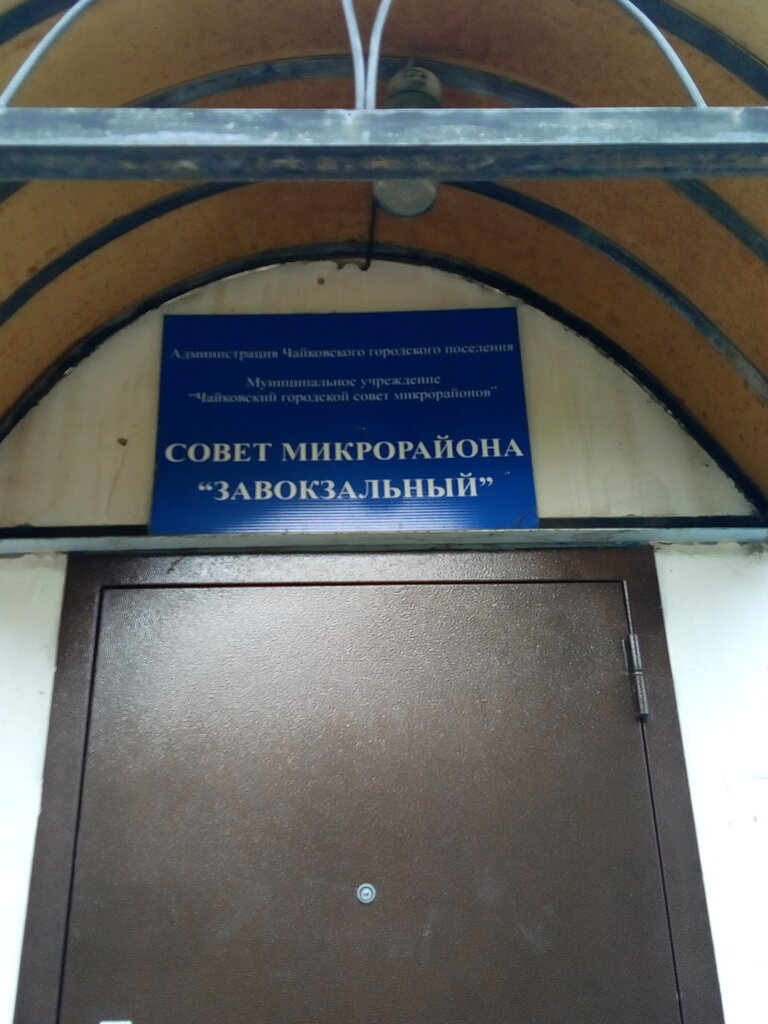 Администрация Чайковского городского поселения
Муниципальное учреждение
“Чайковский городской совет микрорайонов”
СОВЕТ МИКРОРАЙОНА
“ЗАВОКЗАЛЬНЫЙ”